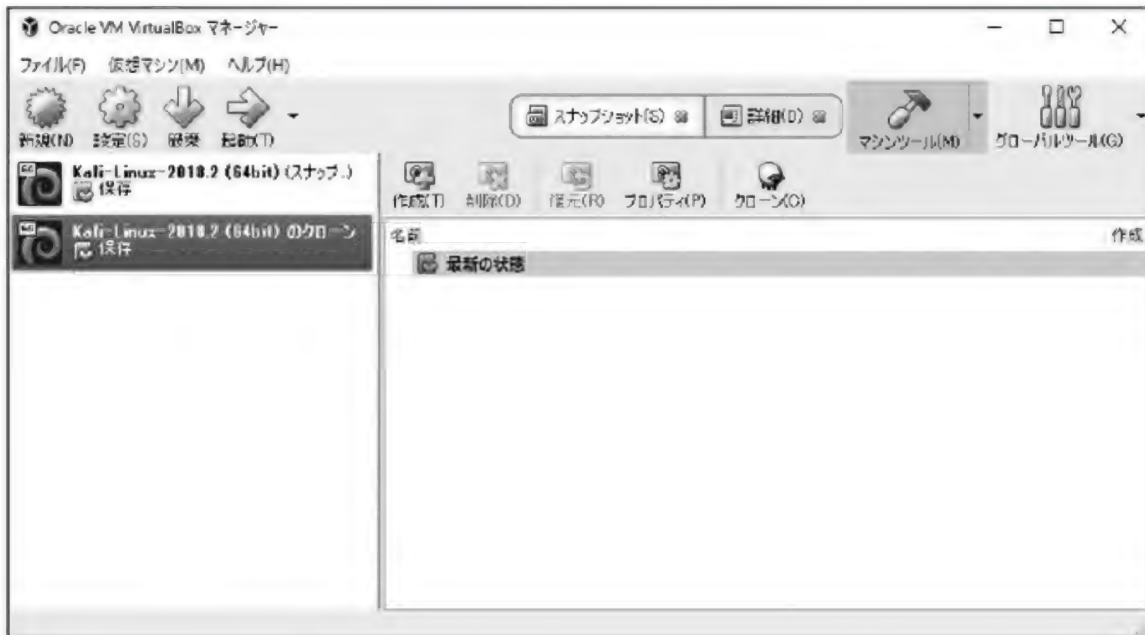 Oracle VM VirtualBox マネージャー
ファイル(F) 仮想マシン(M) ヘルプ(H)
新規(N) 設定(S) 破棄 起動(T)
スナップショット(S) 詳細(D)
マシンツール(M) グローバルツール(G)
Kali-Linux-2018.2 (64bit) (スナップ..)
保存
Kali-Linux-2018.2 (64bit) のクローン
保存
作成(T) 削除(D) 復元(R) プロパティ(P) クローン(C)
名前 作成
最新の状態